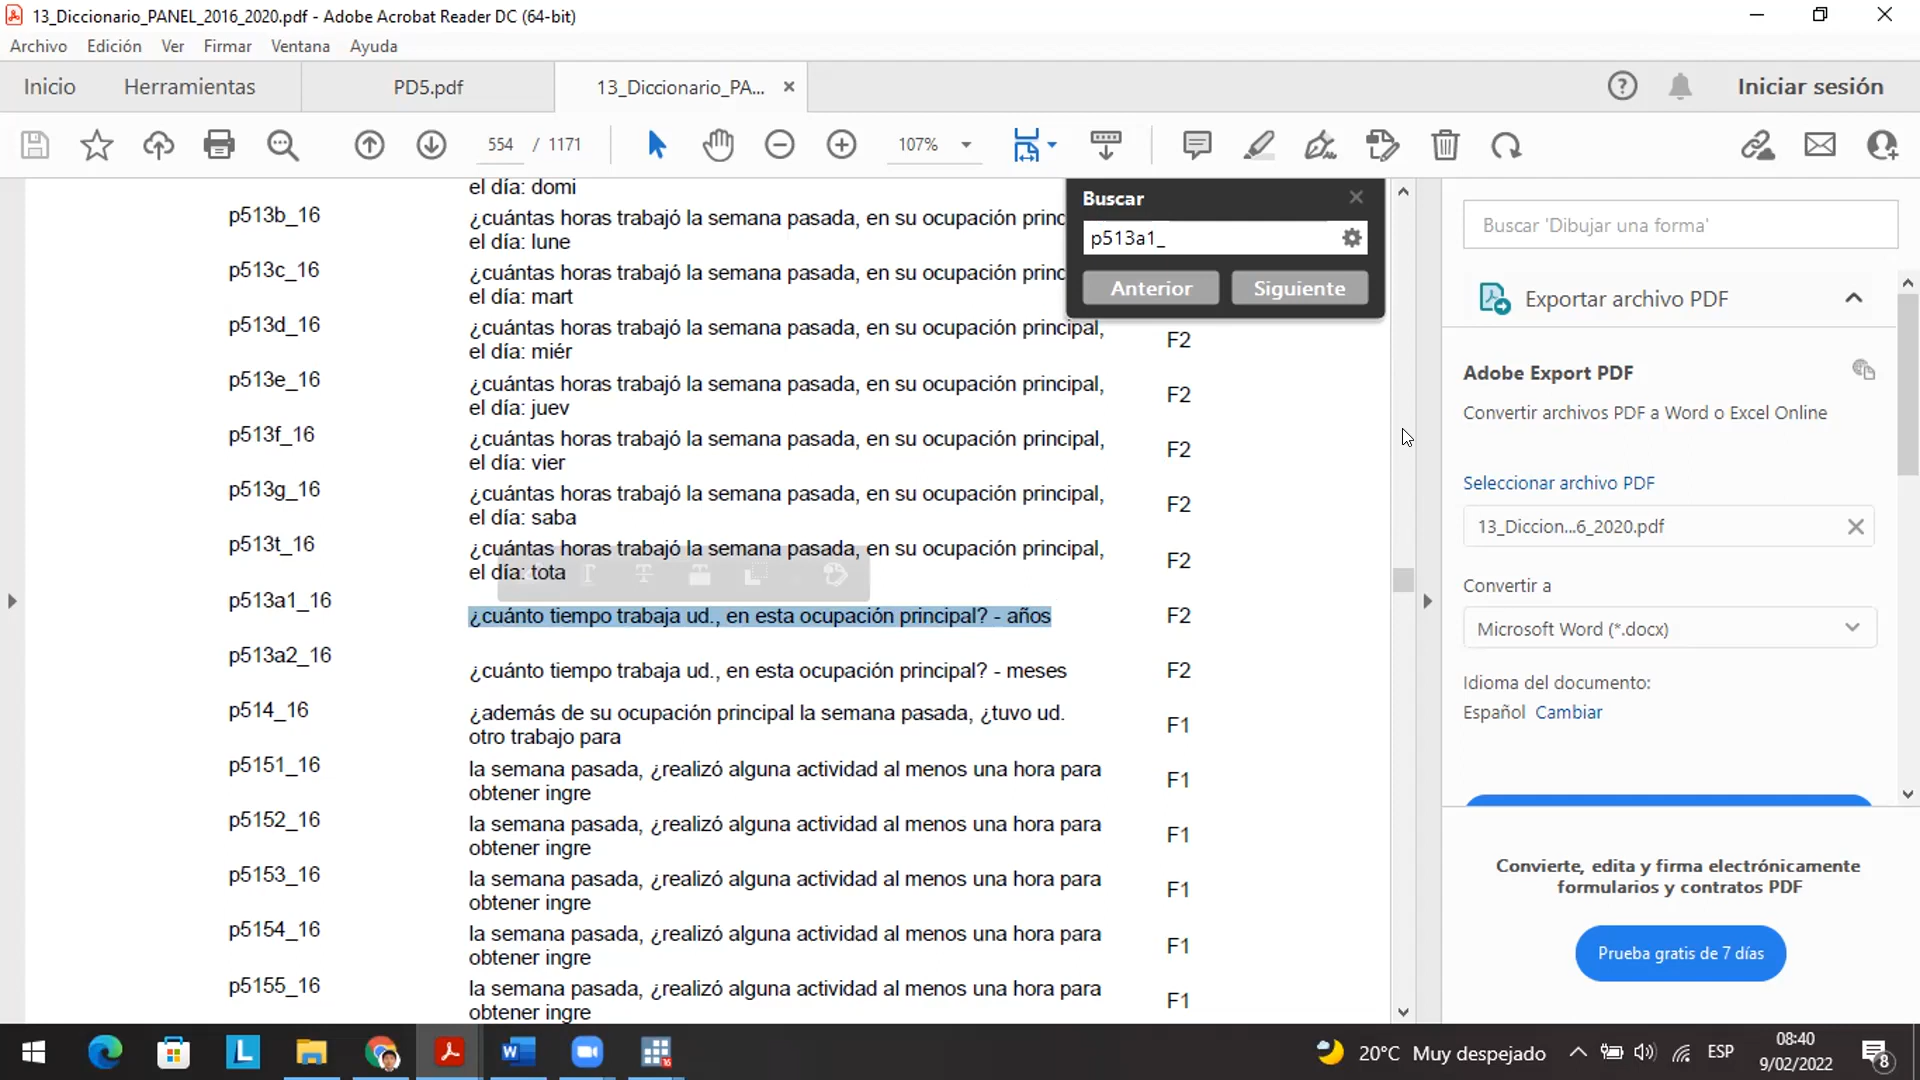 13_Diccionario_PANEL_2016_2020.pdf - Adobe Acrobat Reader DC (64-bit)
Archivo Edición Ver Firmar Ventana Ayuda
Inicio Herramientas PD5.pdf 13_Diccionario_PA... Iniciar sesión
554 / 1171 107%
el día: domi
p513b_16 ¿cuántas horas trabajó la semana pasada, en su ocupación princ
el día: lune
p513c_16 ¿cuántas horas trabajó la semana pasada, en su ocupación princ
el día: mart
p513d_16 ¿cuántas horas trabajó la semana pasada, en su ocupación principal, F2
el día: miér
p513e_16 ¿cuántas horas trabajó la semana pasada, en su ocupación principal, F2
el día: juev
p513f_16 ¿cuántas horas trabajó la semana pasada, en su ocupación principal, F2
el día: vier
p513g_16 ¿cuántas horas trabajó la semana pasada, en su ocupación principal, F2
el día: saba
p513t_16 ¿cuántas horas trabajó la semana pasada, en su ocupación principal, F2
el día: tota
p513a1_16 ¿cuánto tiempo trabaja ud., en esta ocupación principal? - años F2
p513a2_16 ¿cuánto tiempo trabaja ud., en esta ocupación principal? - meses F2
p514_16 ¿además de su ocupación principal la semana pasada, ¿tuvo ud. F1
otro trabajo para
p5151_16 la semana pasada, ¿realizó alguna actividad al menos una hora para F1
obtener ingre
p5152_16 la semana pasada, ¿realizó alguna actividad al menos una hora para F1
obtener ingre
p5153_16 la semana pasada, ¿realizó alguna actividad al menos una hora para F1
obtener ingre
p5154_16 la semana pasada, ¿realizó alguna actividad al menos una hora para F1
obtener ingre
p5155_16 la semana pasada, ¿realizó alguna actividad al menos una hora para F1
obtener ingre
Buscar
p513a1_
Anterior Siguiente
Buscar 'Dibujar una forma'
Exportar archivo PDF
Adobe Export PDF
Convertir archivos PDF a Word o Excel Online
Seleccionar archivo PDF
13_Diccion...6_2020.pdf
Convertir a
Microsoft Word (*.docx)
Idioma del documento:
Español Cambiar
Convierte, edita y firma electrónicamente
formularios y contratos PDF
Prueba gratis de 7 días
20°C Muy despejado ESP 08:40
9/02/2022 8